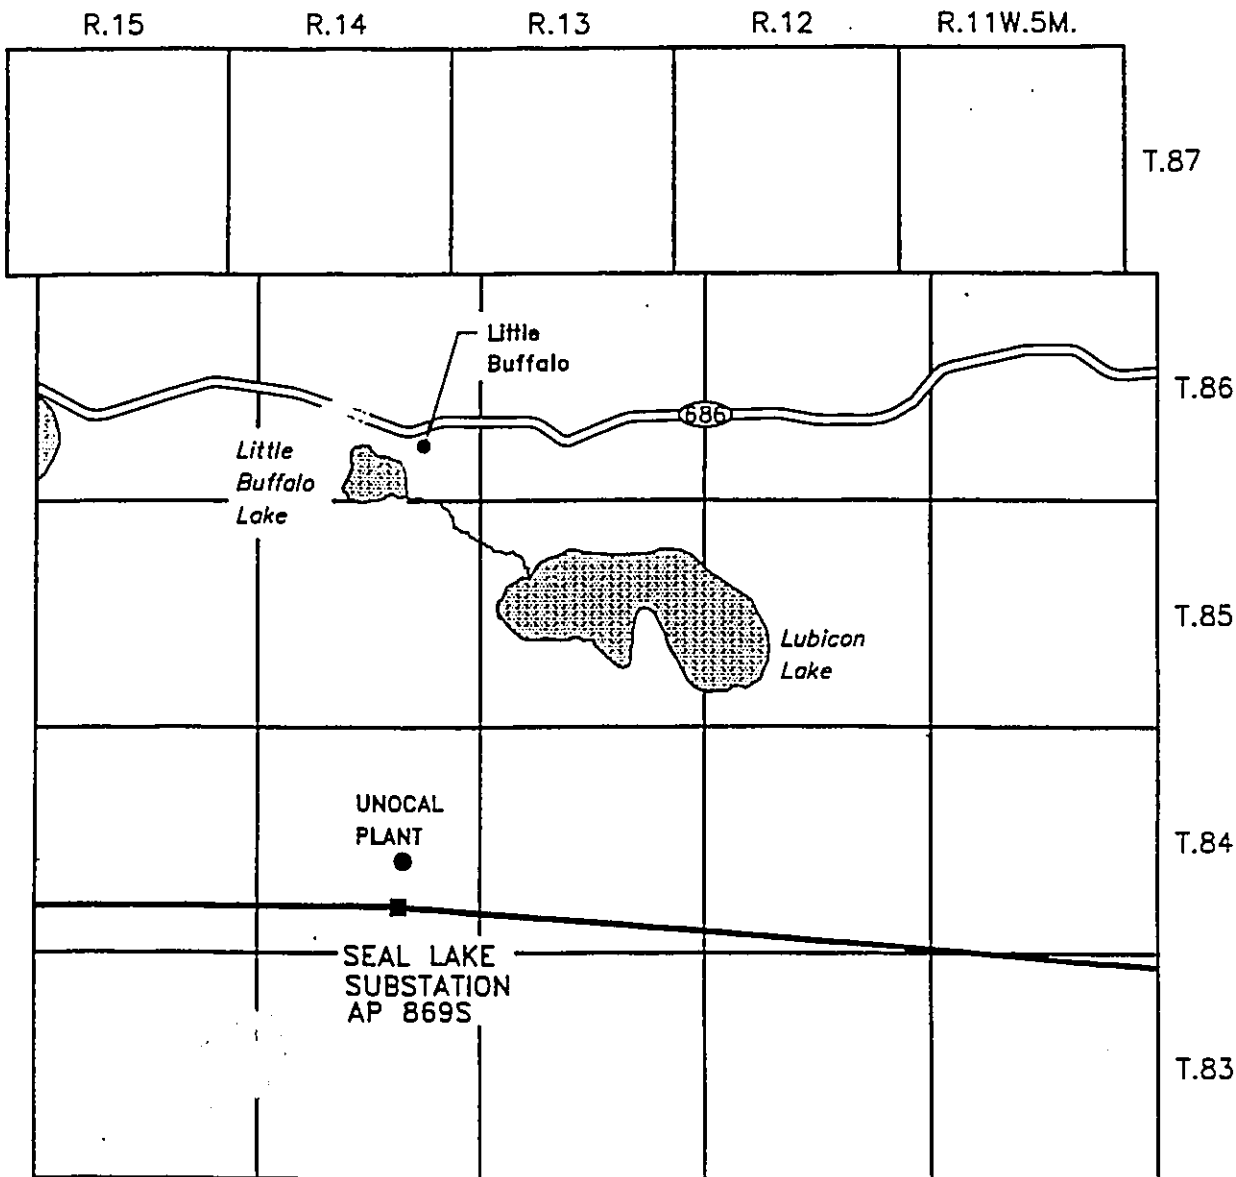 R.15 R.14 R.13 R.12 R.11W.5M.
T.87
Little
Buffalo
T.86
686
Little
Buffalo
Lake
T.85
Lubicon
Lake
UNOCAL
PLANT
T.84
SEAL LAKE
SUBSTATION
AP 869S
T.83